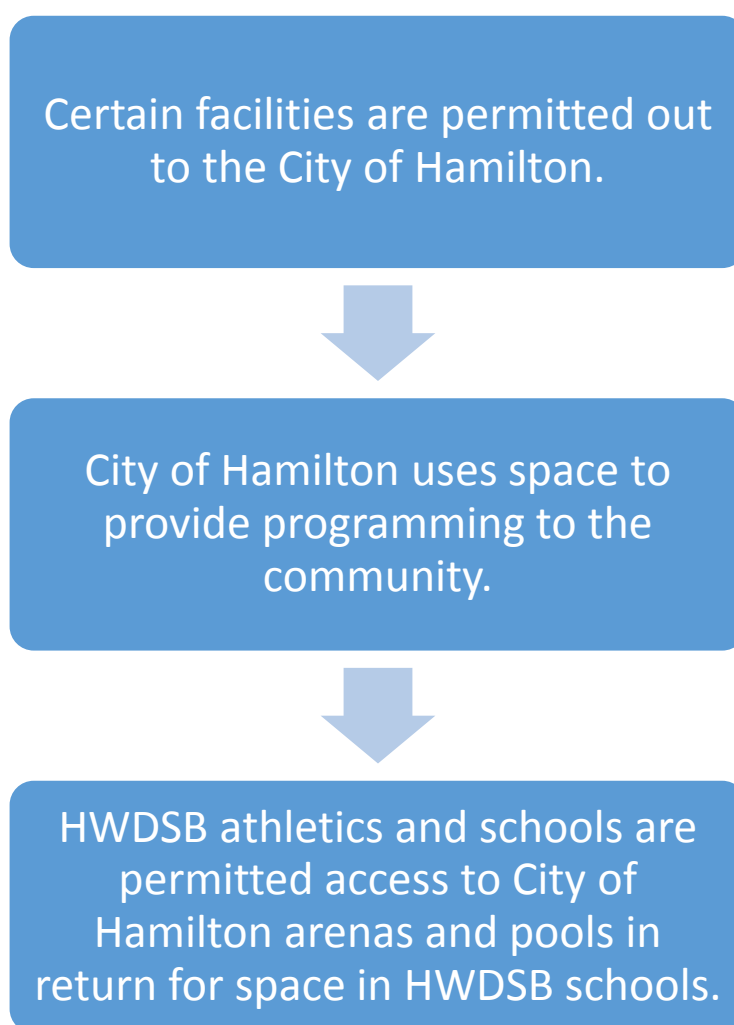 Certain facilities are permitted out
to the City of Hamilton.
City of Hamilton uses space to
provide programming to the
community.
HWDSB athletics and schools are
permitted access to City of
Hamilton arenas and pools in
return for space in HWDSB schools.